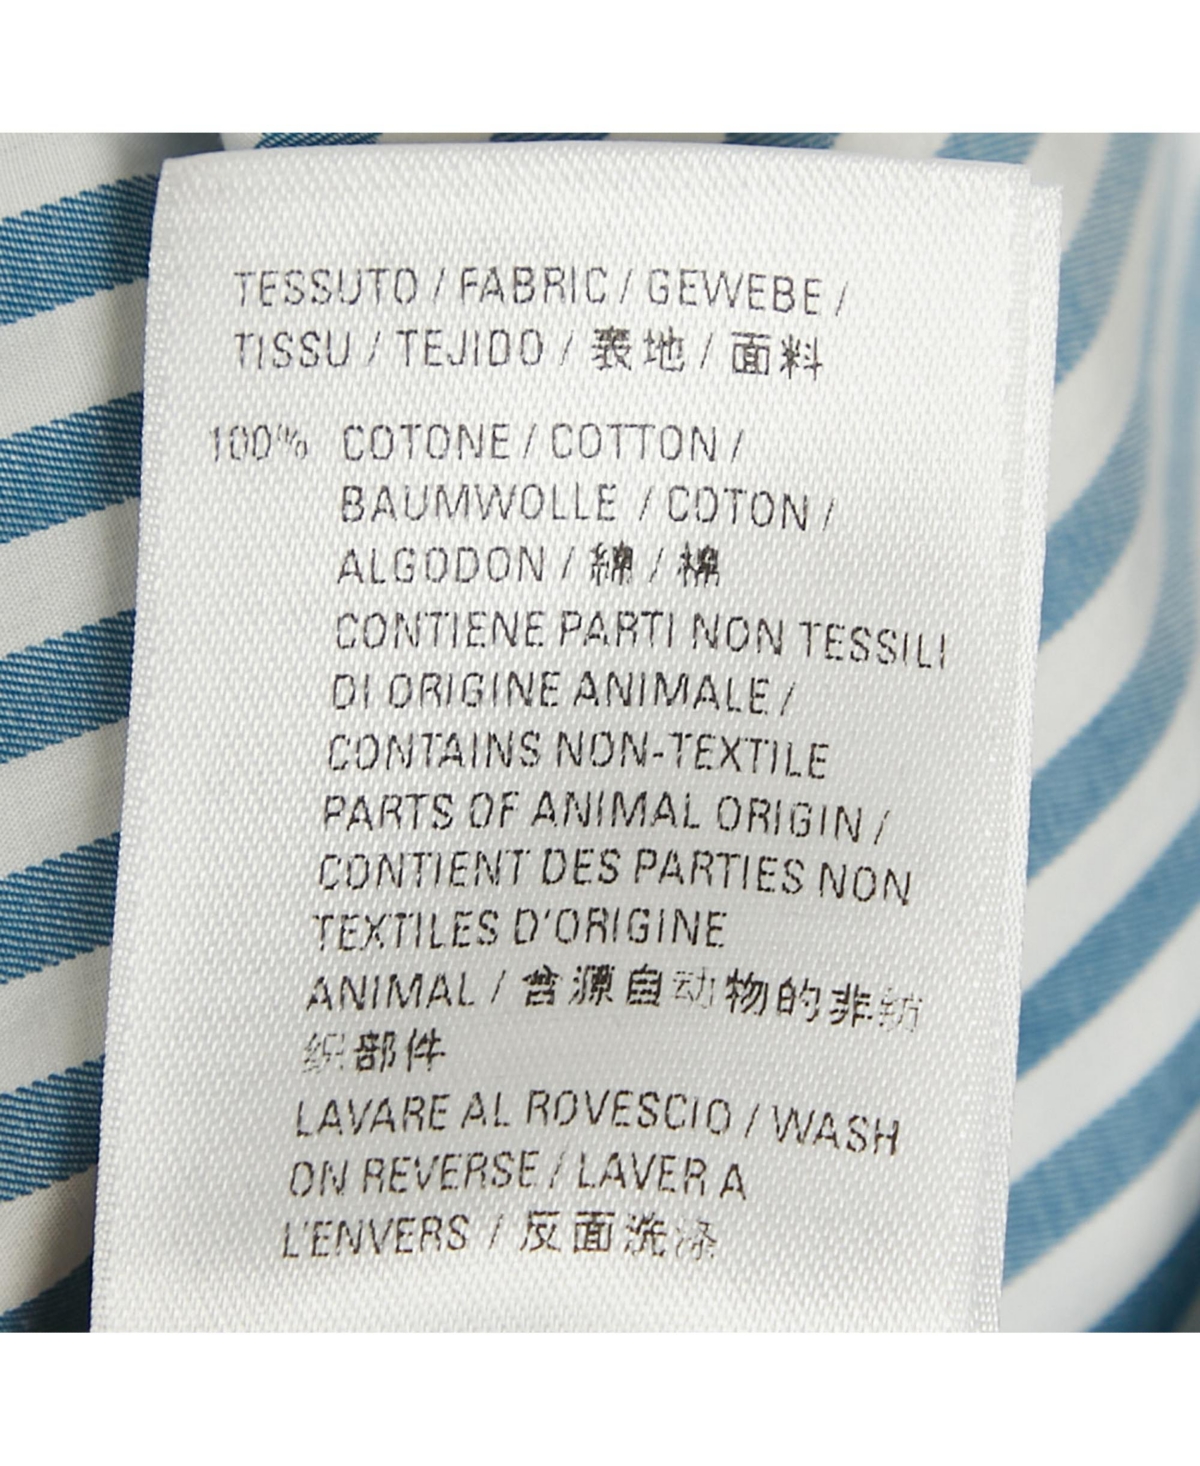 TESSUTO / FABRIC / GEWEBE /
TISSU / TEJIDO / 表地 / 面料
100% COTONE / COTTON /
BAUMWOLLE / COTON /
ALGODON / 綿 / 棉
CONTIENE PARTI NON TESSILI
DI ORIGINE ANIMALE /
CONTAINS NON-TEXTILE
PARTS OF ANIMAL ORIGIN /
CONTIENT DES PARTIES NON
TEXTILES D'ORIGINE
ANIMAL / 含源自动物的非纺
织部件
LAVARE AL ROVESCIO / WASH
ON REVERSE / LAVER A
L'ENVERS / 反面洗涤